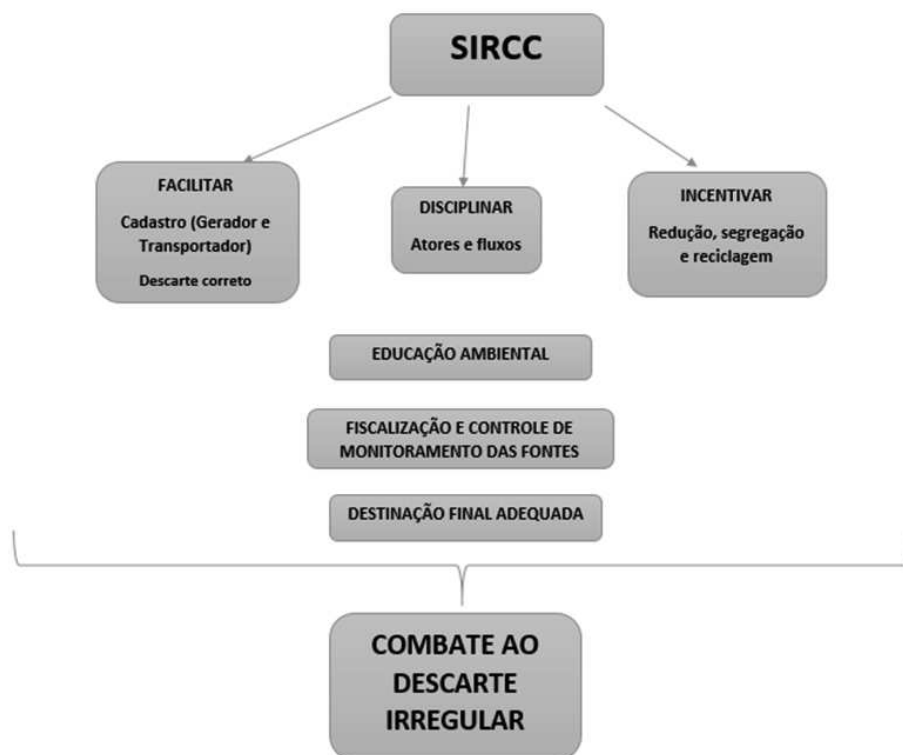 SIRCC
FACILITAR
Cadastro (Gerador e
Transportador)
Descarte correto
DISCIPLINAR
Atores e fluxos
INCENTIVAR
Redução, segregação
e reciclagem
EDUCAÇÃO AMBIENTAL
FISCALIZAÇÃO E CONTROLE DE
MONITORAMENTO DAS FONTES
DESTINAÇÃO FINAL ADEQUADA
COMBATE AO
DESCARTE
IRREGULAR